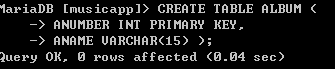 MariaDB [musicapp]> CREATE TABLE ALBUM (
    -> ANUMBER INT PRIMARY KEY,
    -> ANAME VARCHAR(15) );
Query OK, 0 rows affected (0.04 sec)